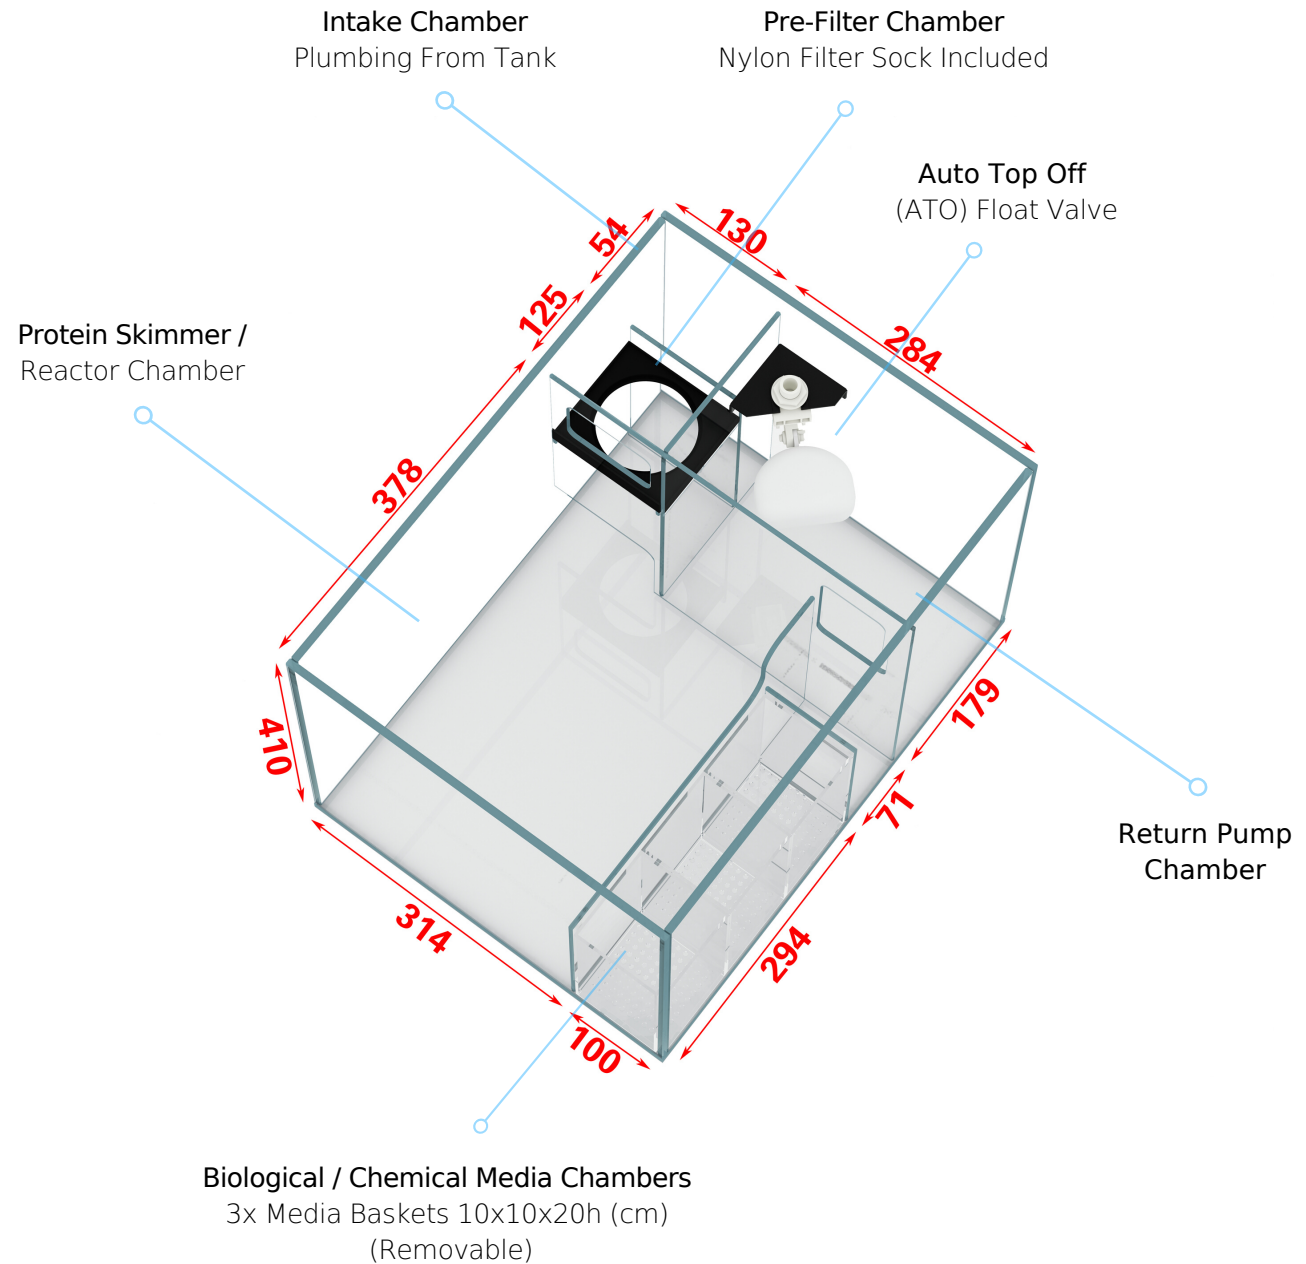 Intake Chamber
Plumbing From Tank
Pre-Filter Chamber
Nylon Filter Sock Included
Auto Top Off
(ATO) Float Valve
54
130
125
284
Protein Skimmer /
Reactor Chamber
378
179
410
71
Return Pump
Chamber
314
294
100
Biological / Chemical Media Chambers
3x Media Baskets 10x10x20h (cm)
(Removable)